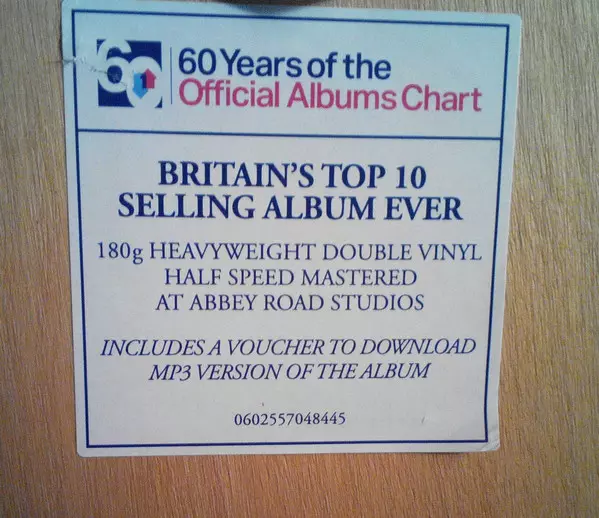 60
1
60 Years of the
Official Albums Chart
BRITAIN'S TOP 10
SELLING ALBUM EVER
180g HEAVYWEIGHT DOUBLE VINYL
HALF SPEED MASTERED
AT ABBEY ROAD STUDIOS
INCLUDES A VOUCHER TO DOWNLOAD
MP3 VERSION OF THE ALBUM
0602557048445